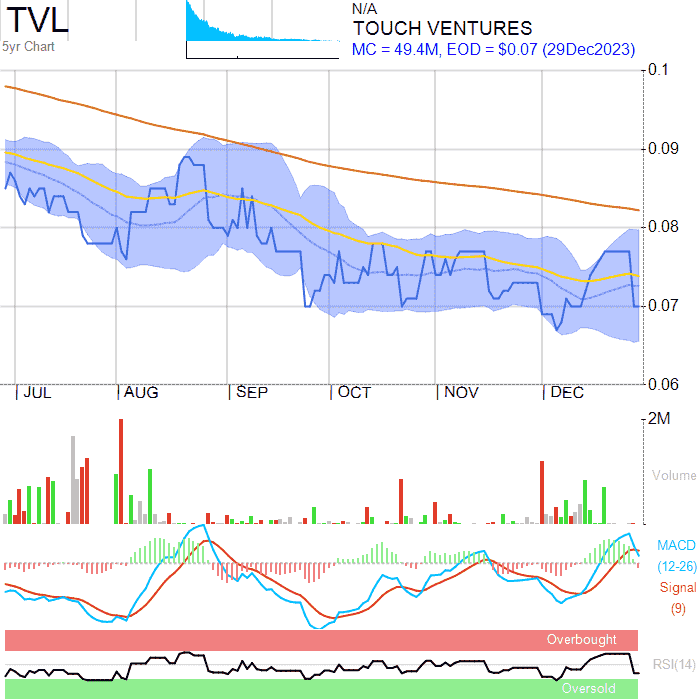 TVL
5yr Chart
N/A
TOUCH VENTURES
MC = 49.4M, EOD = $0.07 (29Dec2023)
0.1
0.09
0.08
0.07
0.06
JUL AUG SEP OCT NOV DEC
2M
Volume
MACD
(12-26)
Signal
(9)
Overbought
RSI(14)
Oversold